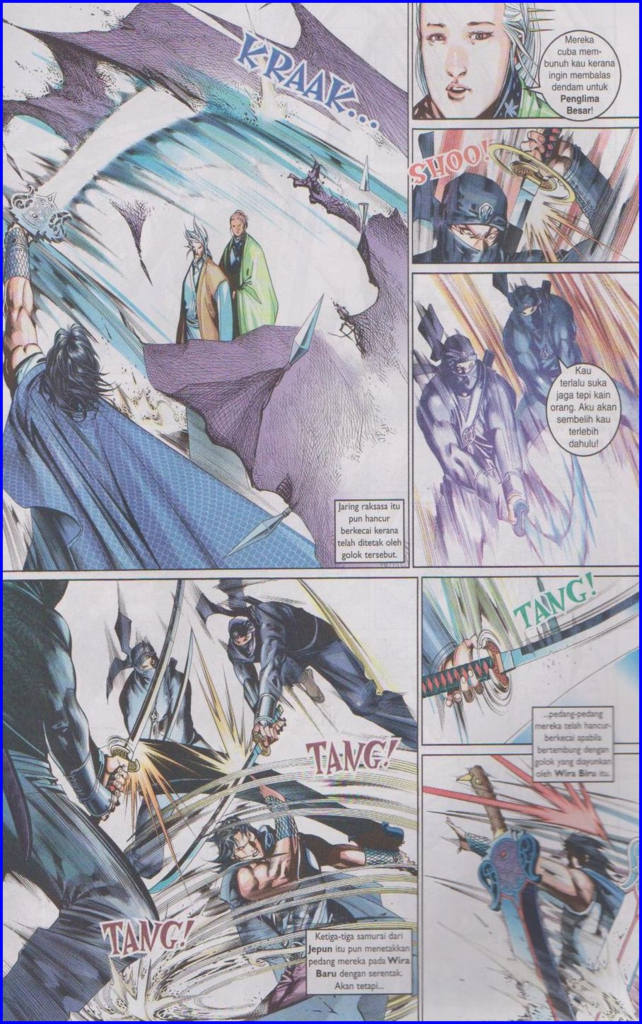 KRAAK...
Jaring raksasa itu
pun hancur
berkecai kerana
telah ditetak oleh
golok tersebut.
Mereka
cuba mem-
bunuh kau kerana
ingin membalas
dendam untuk
Penglima
Besar!
SHOO!
Kau
terlalu suka
jaga tepi kain
orang. Aku akan
sembelih kau
terlebih
dahulu!
TANG!
TANG!
Ketiga-tiga samurai dari
Jepun itu pun menetakkan
pedang mereka pada Wira
Baru dengan serentak.
Akan tetapi...
TANG!
...pedang-pedang
mereka telah hancur-
berkecai apabila
bertembung dengan
golok yang diayunkan
oleh Wira Biru itu.